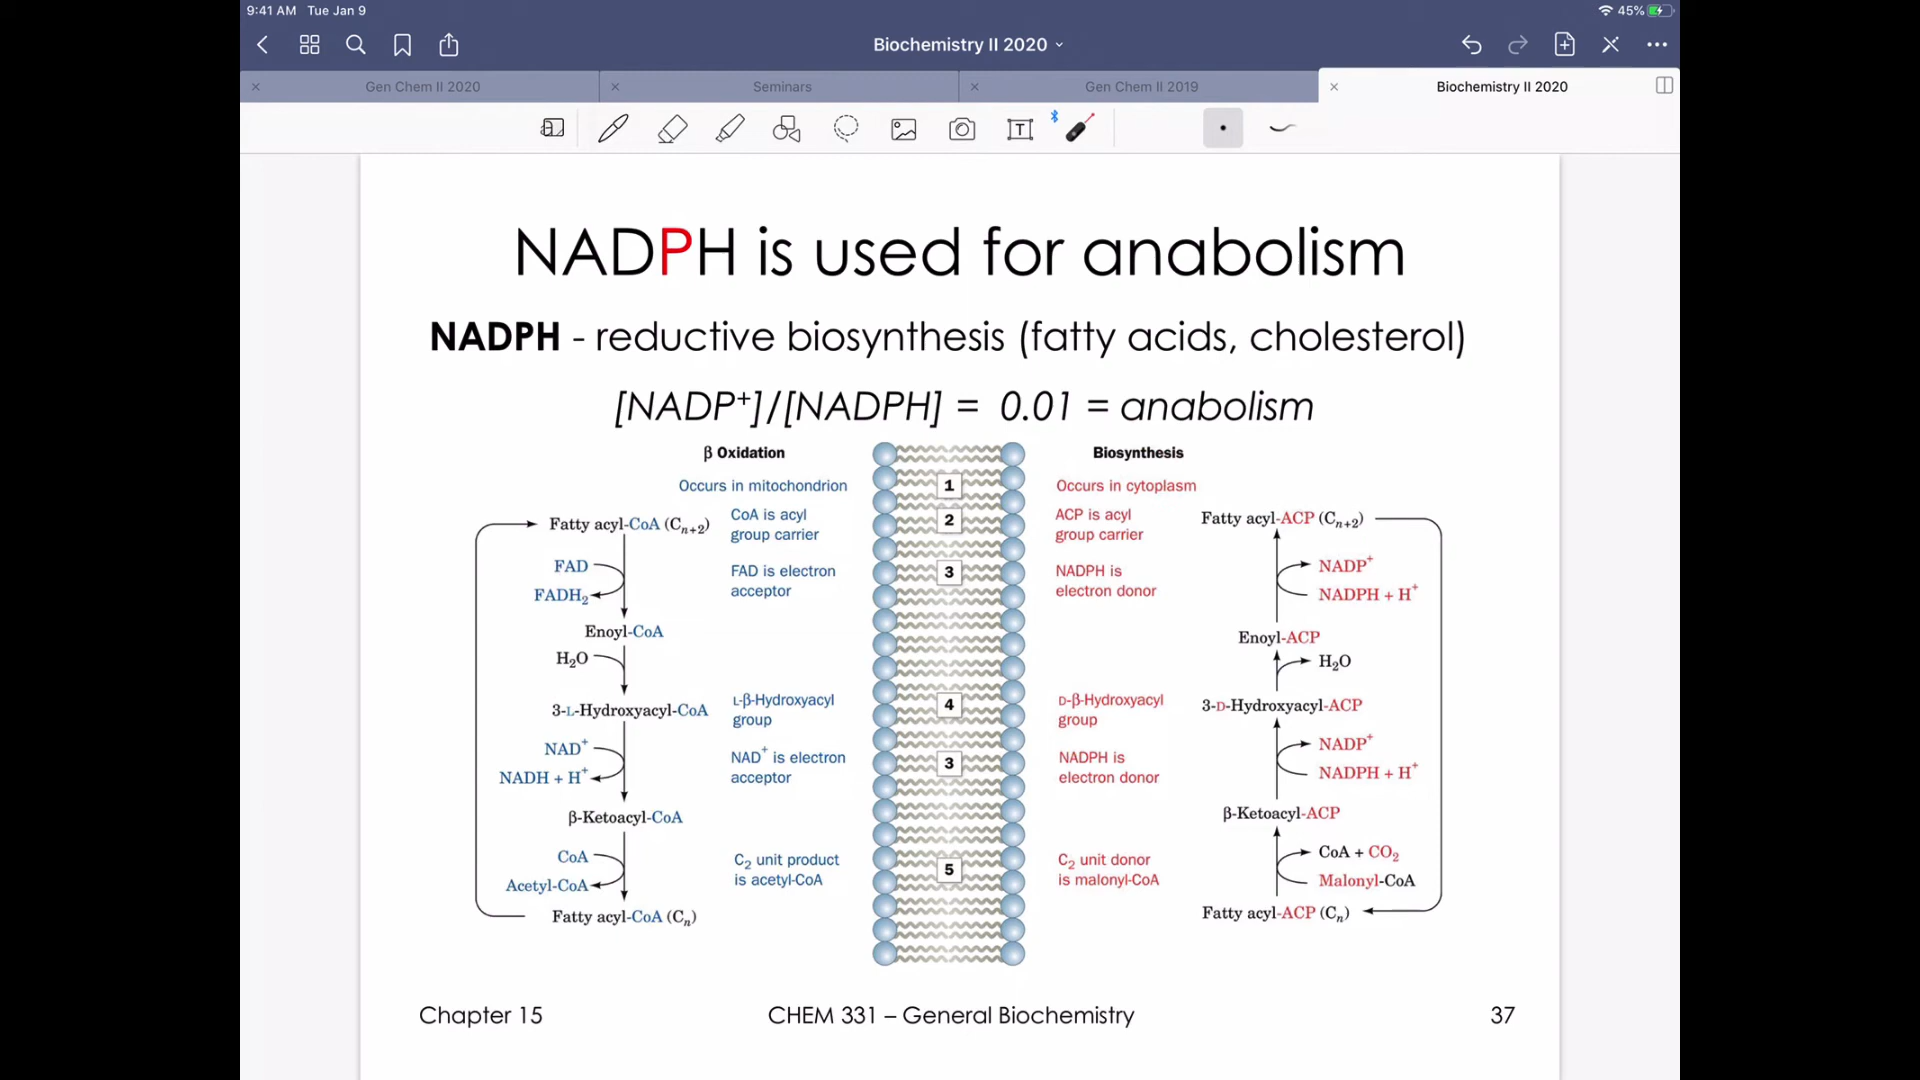 9:41 AM Tue Jan 9
45%
Biochemistry II 2020
Gen Chem II 2020
Seminars
Gen Chem II 2019
Biochemistry II 2020
T
NADPH is used for anabolism
NADPH - reductive biosynthesis (fatty acids, cholesterol)
[NADP⁺]/[NADPH] = 0.01 = anabolism
β Oxidation
Occurs in mitochondrion
Fatty acyl-CoA (Cₙ₊₂)
CoA is acyl
group carrier
FAD
FADH₂
FAD is electron
acceptor
Enoyl-CoA
H₂O
3-L-Hydroxyacyl-CoA
L-β-Hydroxyacyl
group
NAD⁺
NADH + H⁺
NAD⁺ is electron
acceptor
β-Ketoacyl-CoA
CoA
Acetyl-CoA
C₂ unit product
is acetyl-CoA
Fatty acyl-CoA (Cₙ)
1
2
3
4
3
5
Biosynthesis
Occurs in cytoplasm
ACP is acyl
group carrier
Fatty acyl-ACP (Cₙ₊₂)
NADPH is
electron donor
NADP⁺
NADPH + H⁺
Enoyl-ACP
H₂O
D-β-Hydroxyacyl
group
3-D-Hydroxyacyl-ACP
NADPH is
electron donor
NADP⁺
NADPH + H⁺
β-Ketoacyl-ACP
C₂ unit donor
is malonyl-CoA
CoA + CO₂
Malonyl-CoA
Fatty acyl-ACP (Cₙ)
Chapter 15
CHEM 331 – General Biochemistry
37